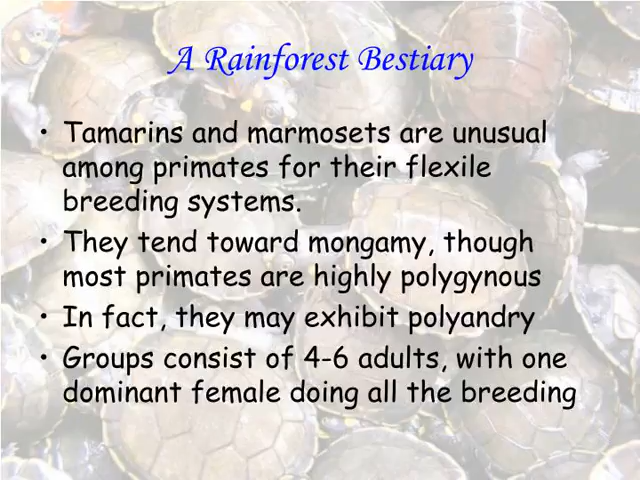 A Rainforest Bestiary
• Tamarins and marmosets are unusual
among primates for their flexile
breeding systems.
• They tend toward mongamy, though
most primates are highly polygynous
• In fact, they may exhibit polyandry
• Groups consist of 4-6 adults, with one
dominant female doing all the breeding